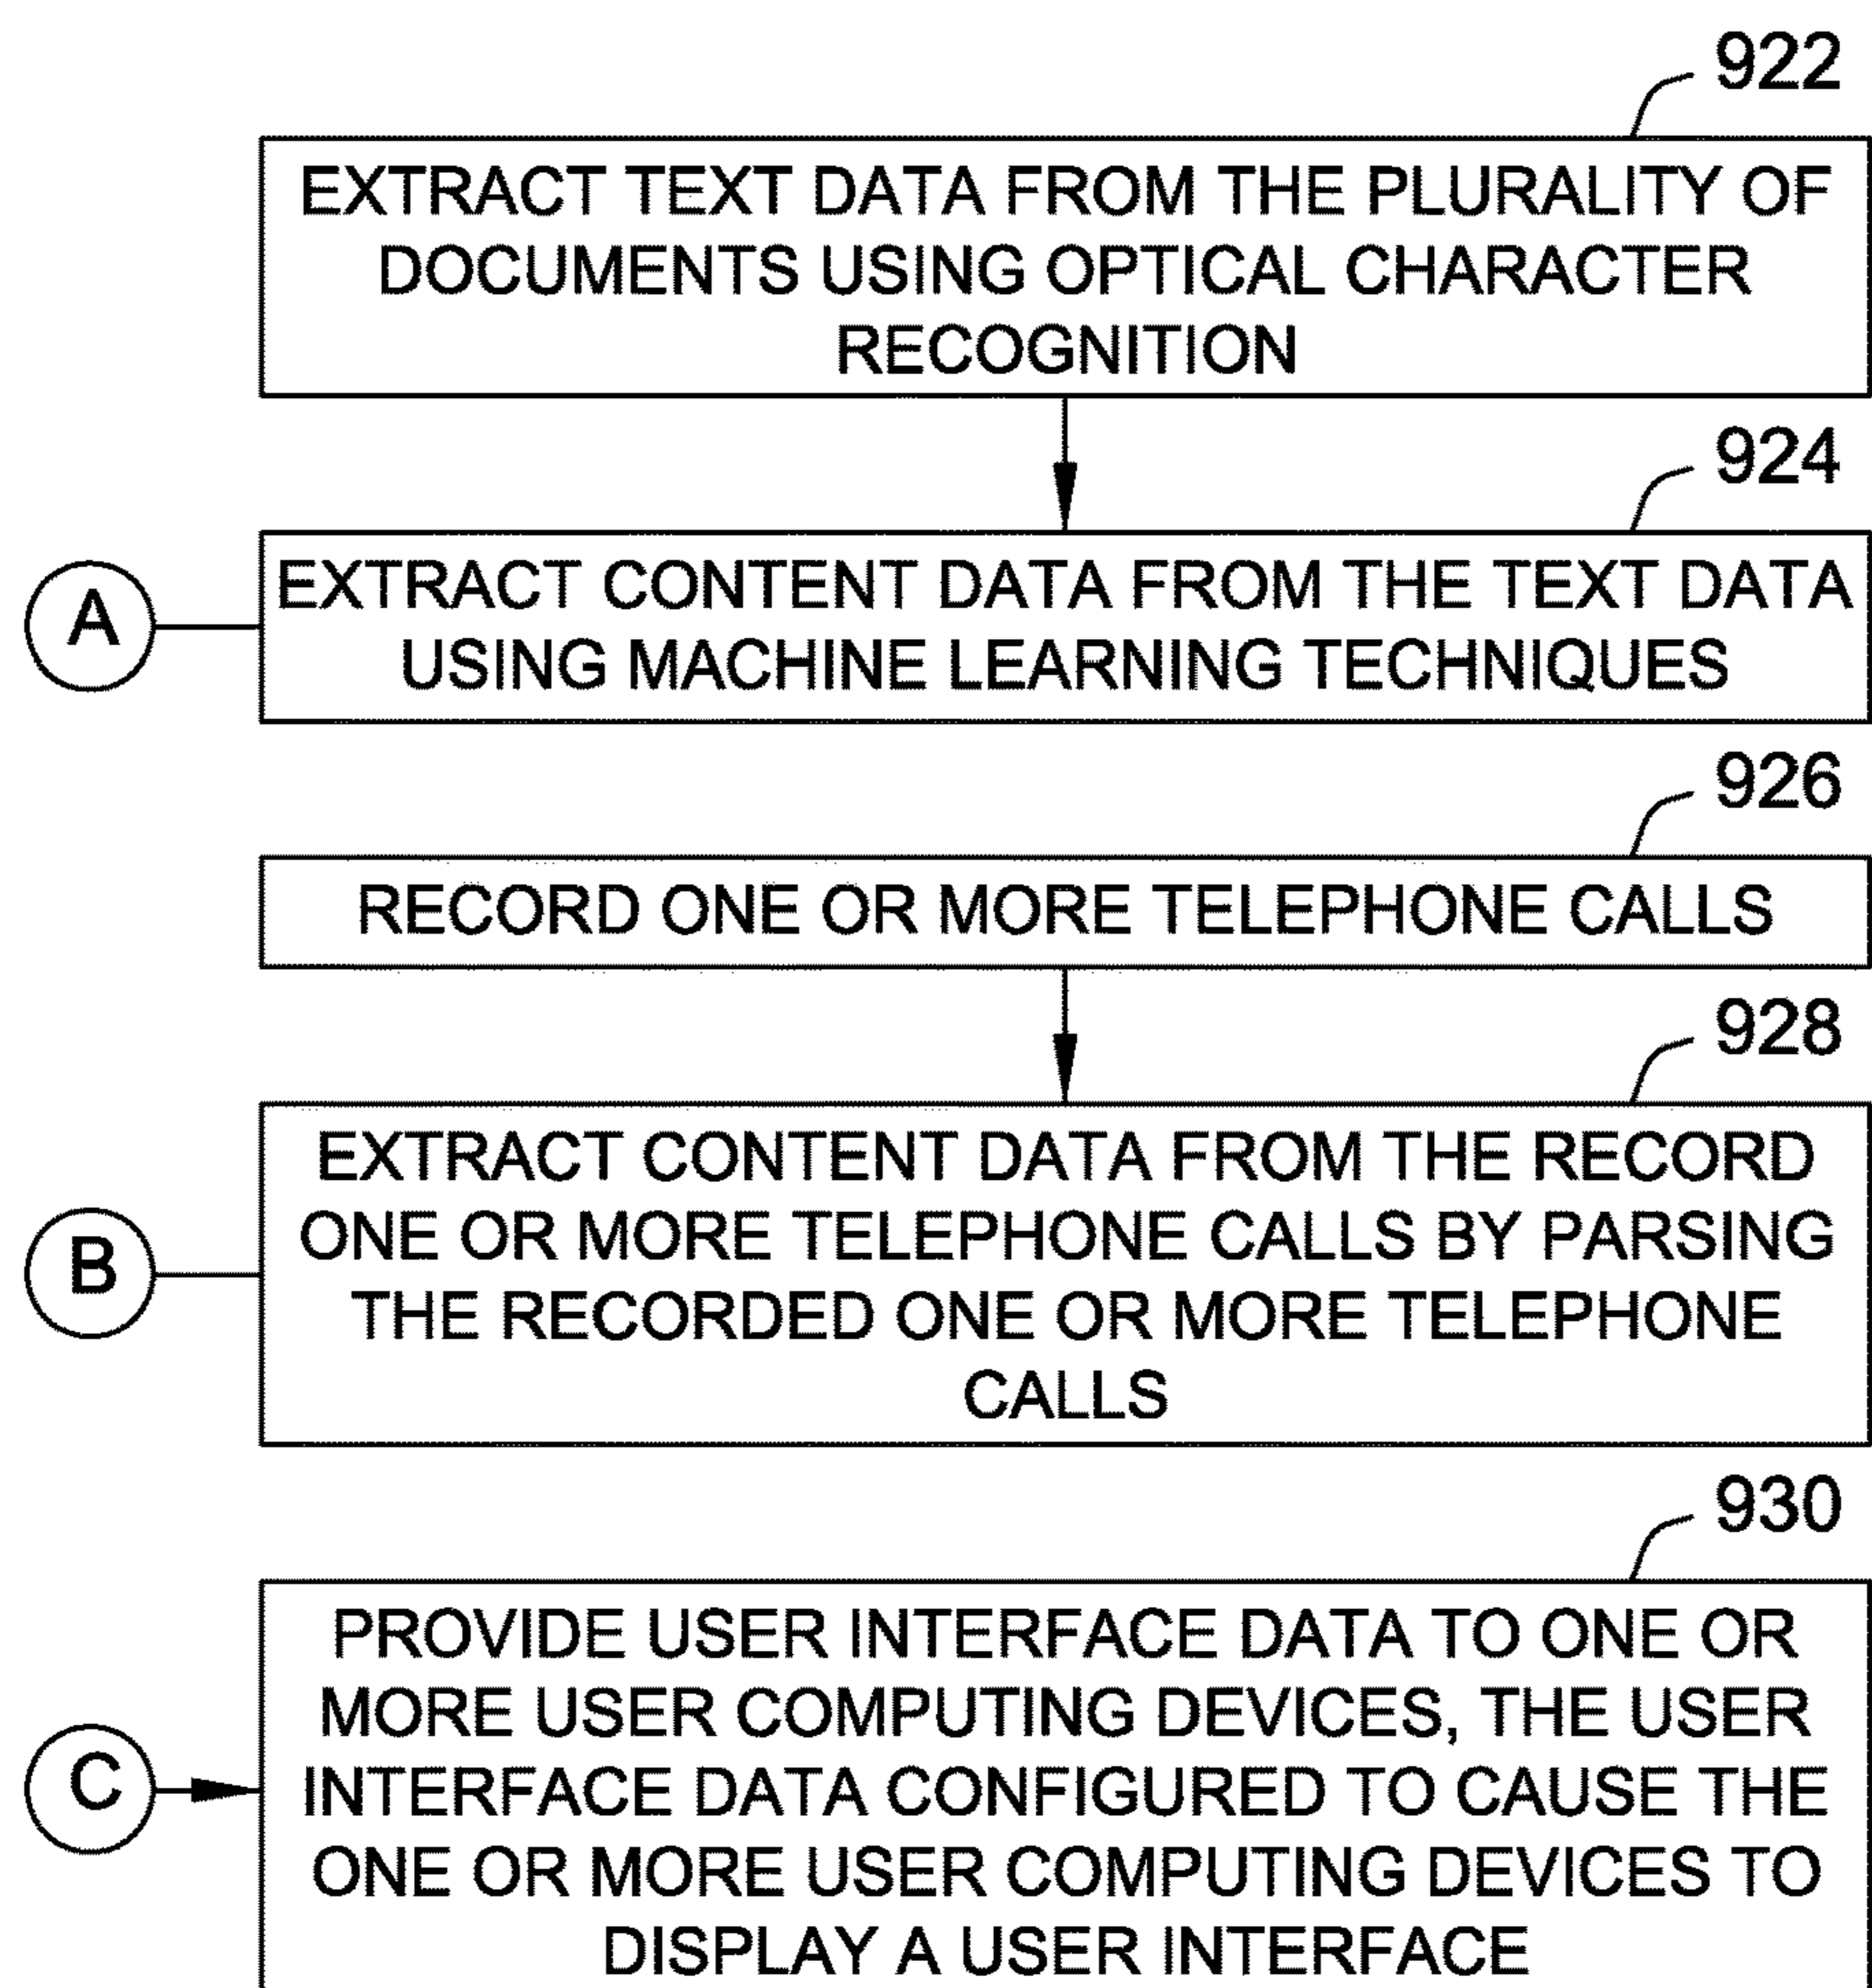 922
EXTRACT TEXT DATA FROM THE PLURALITY OF
DOCUMENTS USING OPTICAL CHARACTER
RECOGNITION
924
A
EXTRACT CONTENT DATA FROM THE TEXT DATA
USING MACHINE LEARNING TECHNIQUES
926
RECORD ONE OR MORE TELEPHONE CALLS
928
B
EXTRACT CONTENT DATA FROM THE RECORD
ONE OR MORE TELEPHONE CALLS BY PARSING
THE RECORDED ONE OR MORE TELEPHONE
CALLS
930
C
PROVIDE USER INTERFACE DATA TO ONE OR
MORE USER COMPUTING DEVICES, THE USER
INTERFACE DATA CONFIGURED TO CAUSE THE
ONE OR MORE USER COMPUTING DEVICES TO
DISPLAY A USER INTERFACE